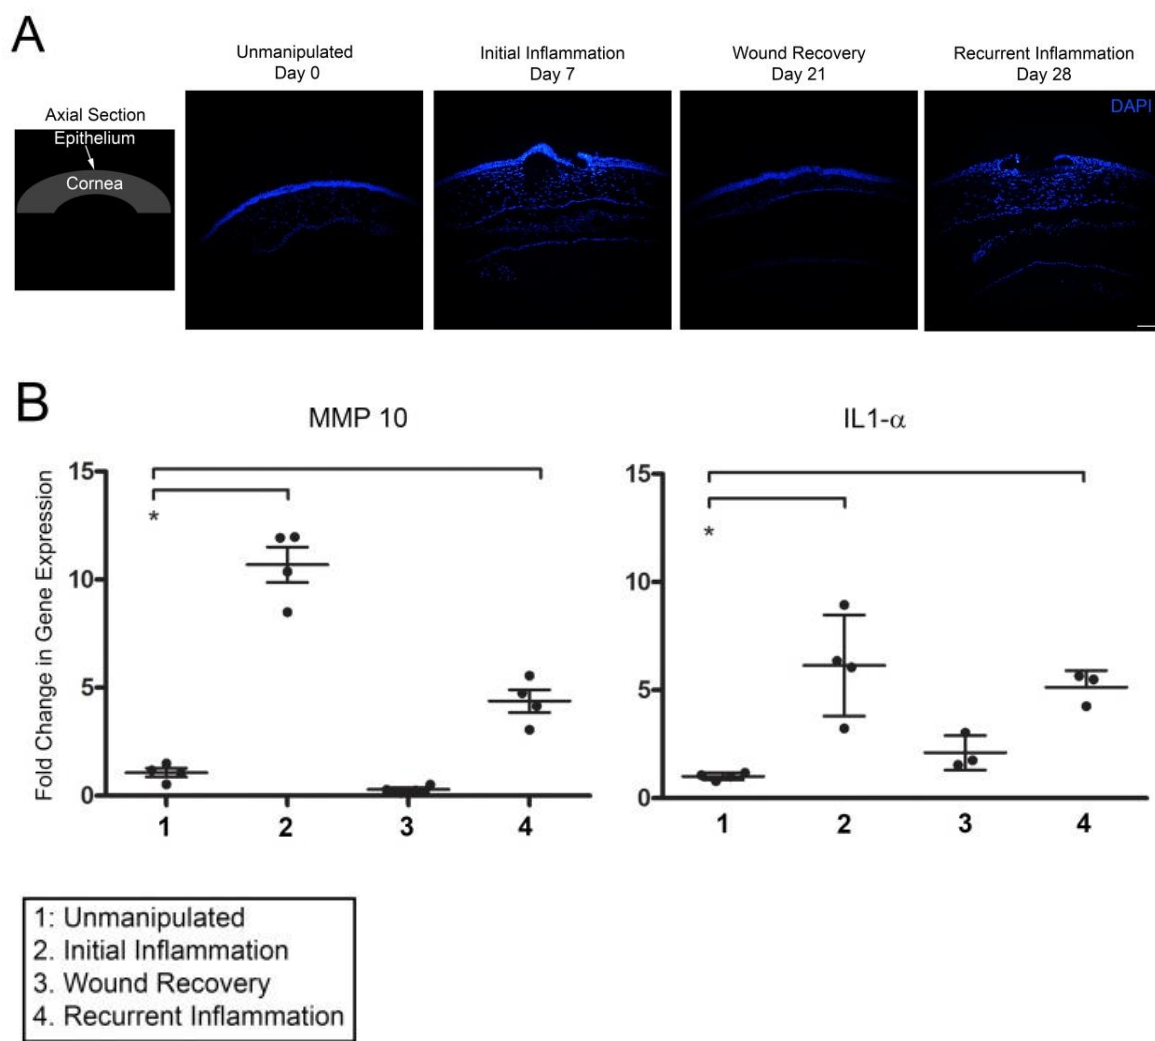 A
Unmanipulated
Day 0
Initial Inflammation
Day 7
Wound Recovery
Day 21
Recurrent Inflammation
Day 28
Axial Section
Epithelium
Cornea
DAPI
B
MMP 10
IL1-α
Fold Change in Gene Expression
15
10
5
0
1
2
3
4
*
15
10
5
0
1
2
3
4
*
1: Unmanipulated
2. Initial Inflammation
3. Wound Recovery
4. Recurrent Inflammation